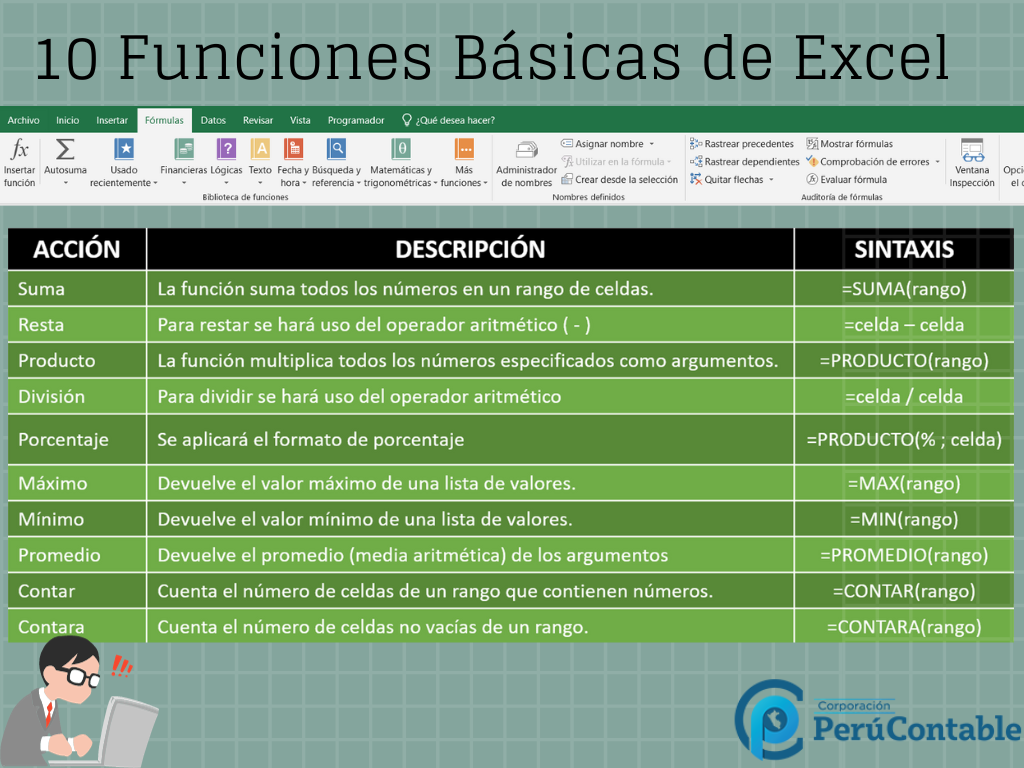 10 Funciones Básicas de Excel
Archivo Inicio Insertar Fórmulas Datos Revisar Vista Programador ¿Qué desea hacer?
fx Insertar función
Σ Autosuma
Usado recientemente
Financieras
Lógicas
Texto
Fecha y hora
Búsqueda y referencia
Matemáticas y trigonométricas
Más funciones
Biblioteca de funciones
Administrador de nombres
Asignar nombre
Utilizar en la fórmula
Crear desde la selección
Nombres definidos
Rastrear precedentes
Rastrear dependientes
Quitar flechas
Mostrar fórmulas
Comprobación de errores
Evaluar fórmula
Auditoría de fórmulas
Ventana Inspección
ACCIÓN DESCRIPCIÓN SINTAXIS
Suma La función suma todos los números en un rango de celdas. =SUMA(rango)
Resta Para restar se hará uso del operador aritmético ( - ) =celda – celda
Producto La función multiplica todos los números especificados como argumentos. =PRODUCTO(rango)
División Para dividir se hará uso del operador aritmético =celda / celda
Porcentaje Se aplicará el formato de porcentaje =PRODUCTO(% ; celda)
Máximo Devuelve el valor máximo de una lista de valores. =MAX(rango)
Mínimo Devuelve el valor mínimo de una lista de valores. =MIN(rango)
Promedio Devuelve el promedio (media aritmética) de los argumentos =PROMEDIO(rango)
Contar Cuenta el número de celdas de un rango que contienen números. =CONTAR(rango)
Contara Cuenta el número de celdas no vacías de un rango. =CONTARA(rango)
!!!
Corporación
PerúContable